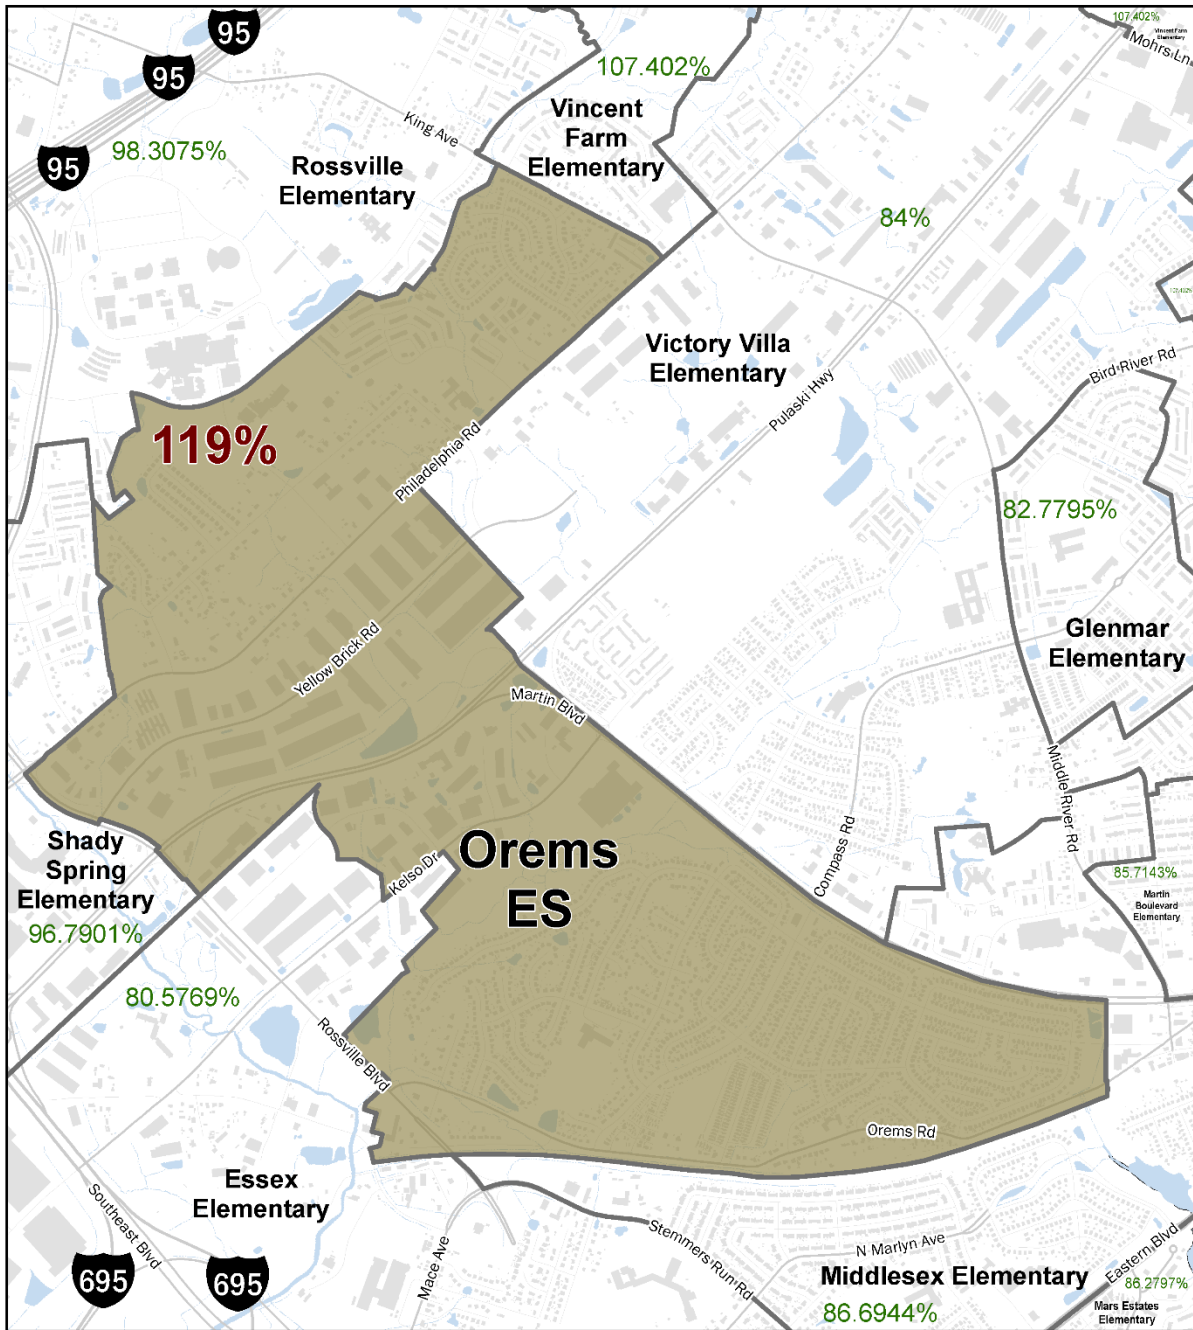 95
107.402%
Vincent Farm
Elementary
Mohrs Ln
95
107.402%
Vincent
Farm
Elementary
King Ave
98.3075%
95
Rossville
Elementary
84%
Victory Villa
Elementary
Bird River Rd
Pulaski Hwy
119%
Philadelphia Rd
82.7795%
Glenmar
Elementary
Yellow Brick Rd
Martin Blvd
Middle River Rd
Compass Rd
Shady
Spring
Elementary
96.7901%
Orems
ES
Kelso Dr
85.7143%
Martin
Boulevard
Elementary
80.5769%
Rossville Blvd
Orems Rd
Essex
Elementary
Southeast Blvd
Mace Ave
Stemmers Run Rd
N Marlyn Ave
Eastern Blvd
695
695
Middlesex Elementary
86.6944%
86.2797%
Mars Estates
Elementary